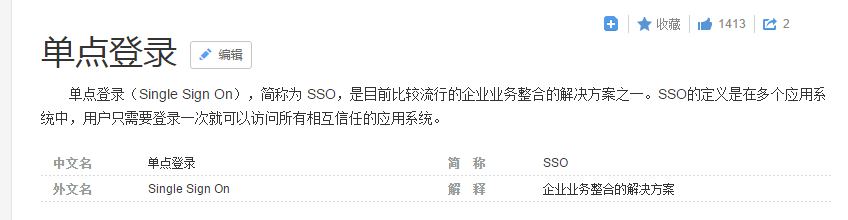 收藏 1413 2
单点登录 编辑
单点登录（Single Sign On），简称为 SSO，是目前比较流行的企业业务整合的解决方案之一。SSO的定义是在多个应用系
统中，用户只需要登录一次就可以访问所有相互信任的应用系统。
中文名 单点登录 简 称 SSO
外文名 Single Sign On 解 释 企业业务整合的解决方案